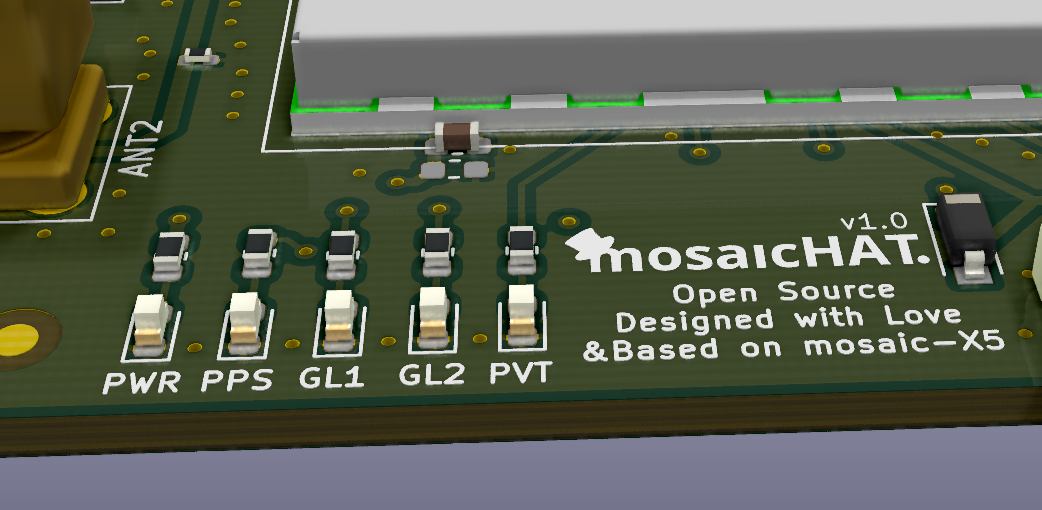 ANT2
v1.0
mosaicHAT.
Open Source
Designed with Love
&Based on mosaic-X5
PWR PPS GL1 GL2 PVT